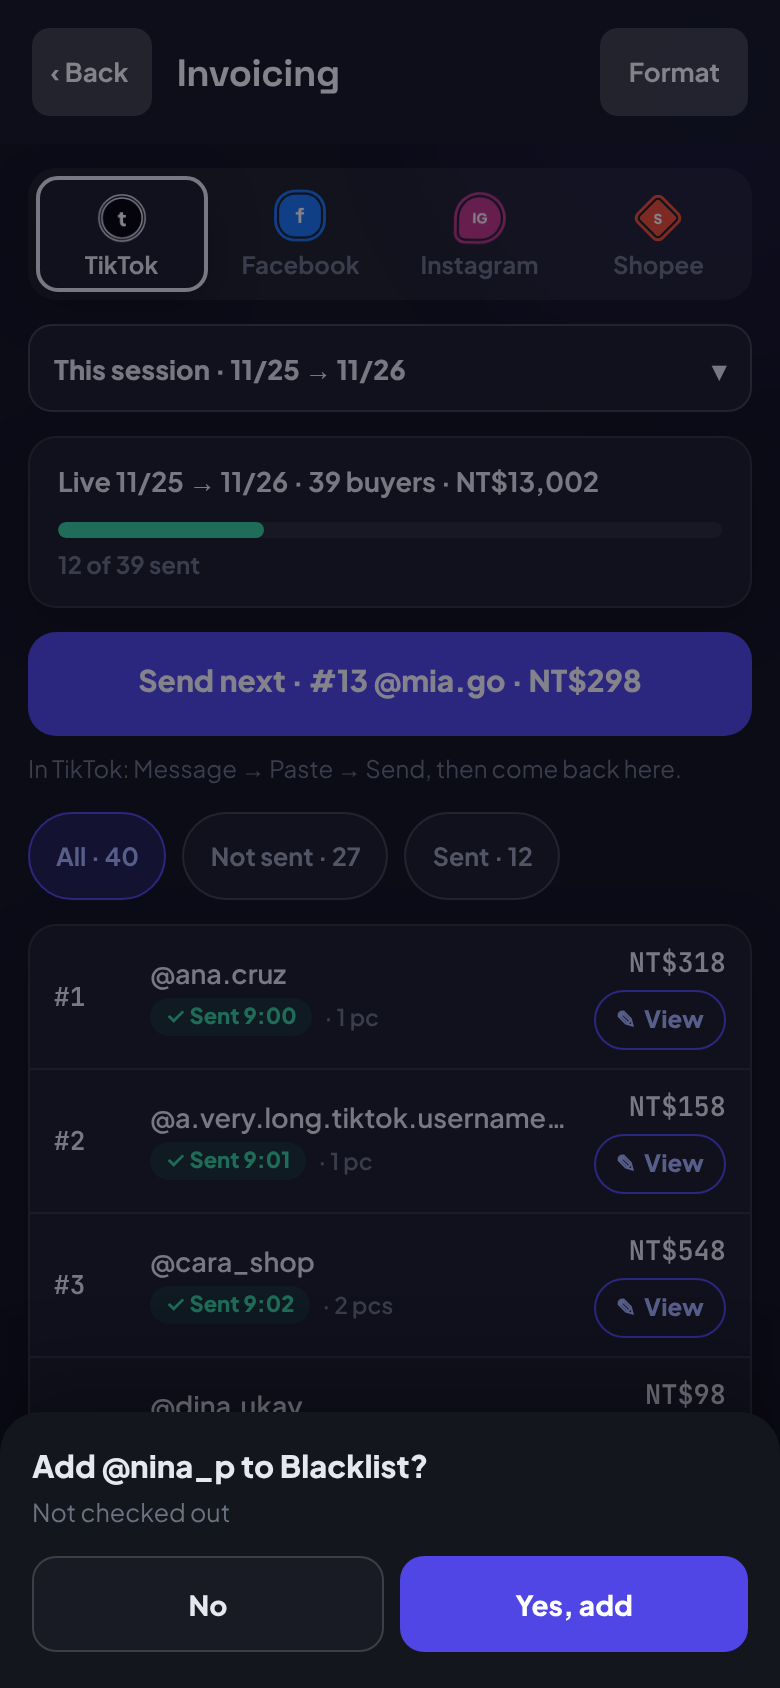 ‹ Back
Invoicing
Format
t
f
IG
S
TikTok
Facebook
Instagram
Shopee
This session · 11/25 → 11/26 ▼
Live 11/25 → 11/26 · 39 buyers · NT$13,002
12 of 39 sent
Send next · #13 @mia.go · NT$298
In TikTok: Message → Paste → Send, then come back here.
All · 40
Not sent · 27
Sent · 12
#1
@ana.cruz
✓ Sent 9:00 · 1 pc
NT$318
✎ View
#2
@a.very.long.tiktok.username…
✓ Sent 9:01 · 1 pc
NT$158
✎ View
#3
@cara_shop
✓ Sent 9:02 · 2 pcs
NT$548
✎ View
@dina.ukay
NT$98
Add @nina_p to Blacklist?
Not checked out
No
Yes, add